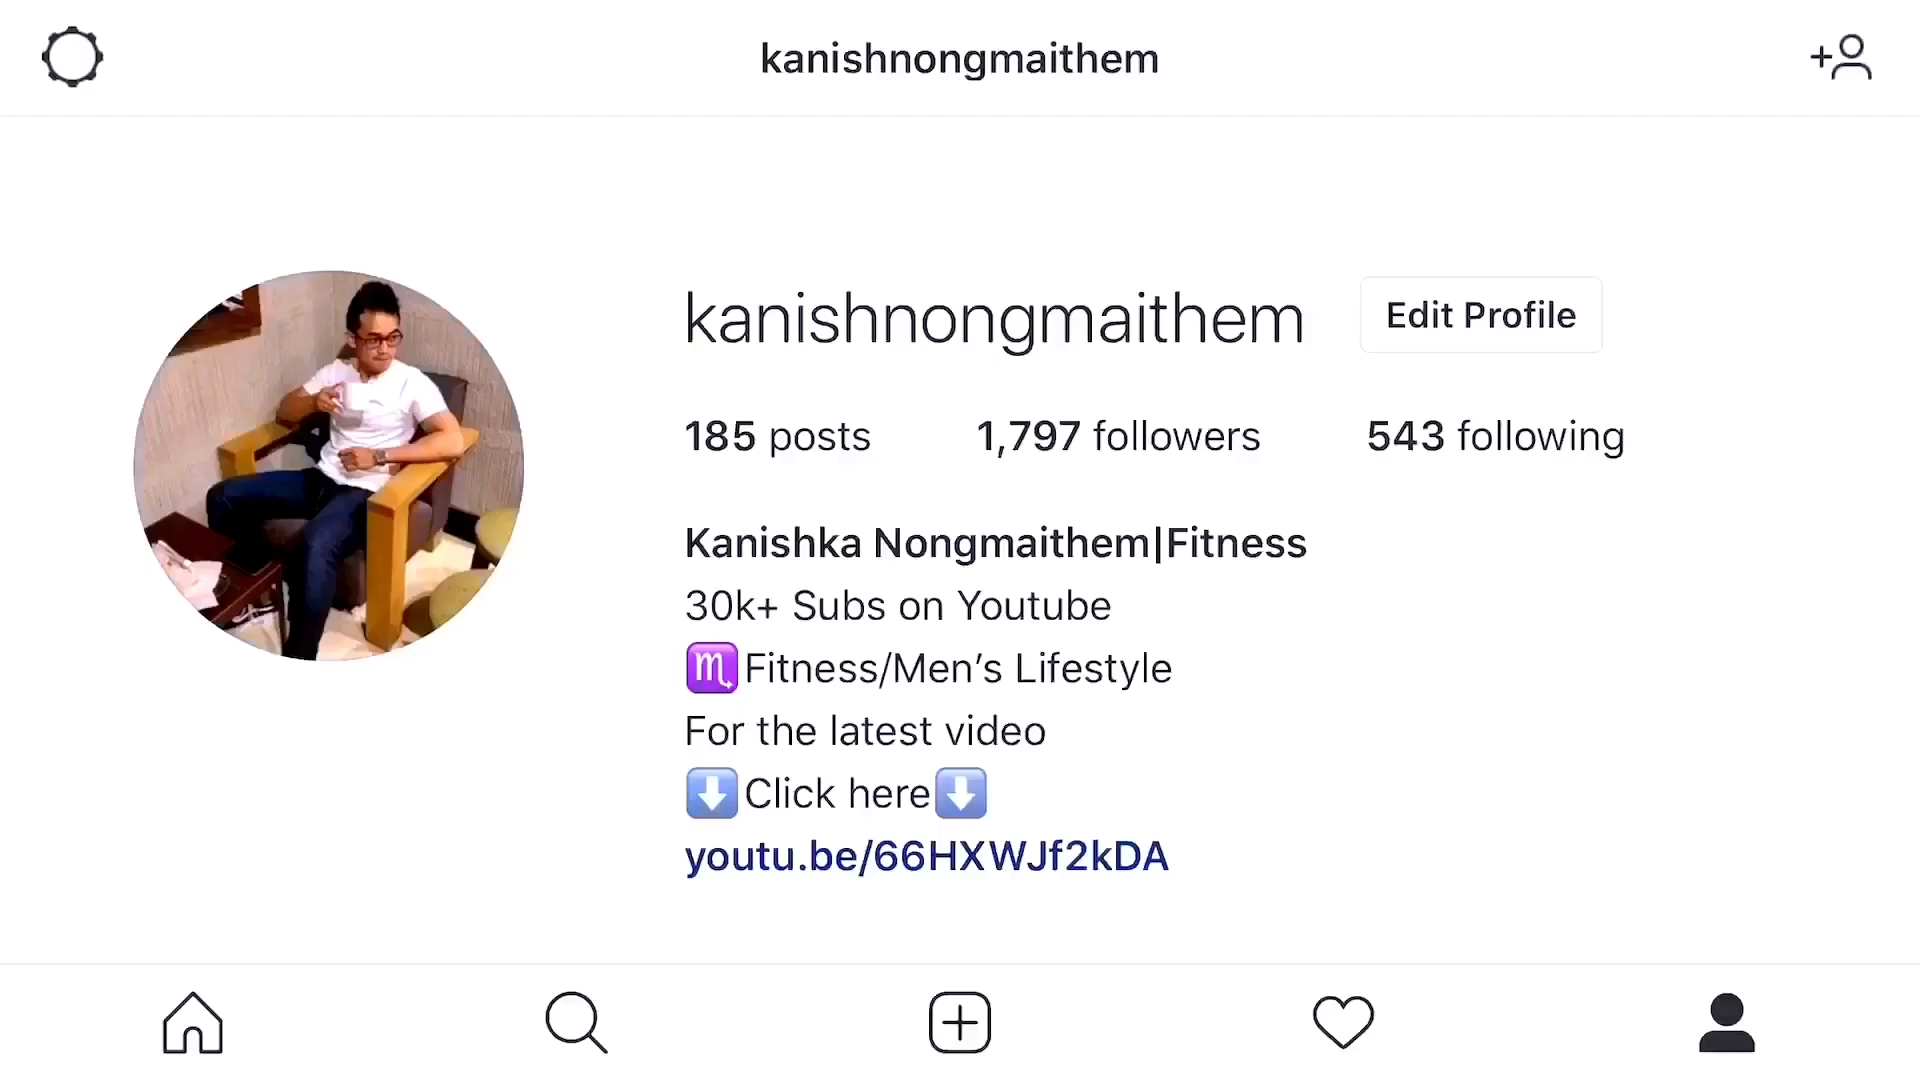 kanishnongmaithem
kanishnongmaithem Edit Profile
185 posts 1,797 followers 543 following
Kanishka Nongmaithem|Fitness
30k+ Subs on Youtube
♏Fitness/Men’s Lifestyle
For the latest video
⬇️Click here⬇️
youtu.be/66HXWJf2kDA